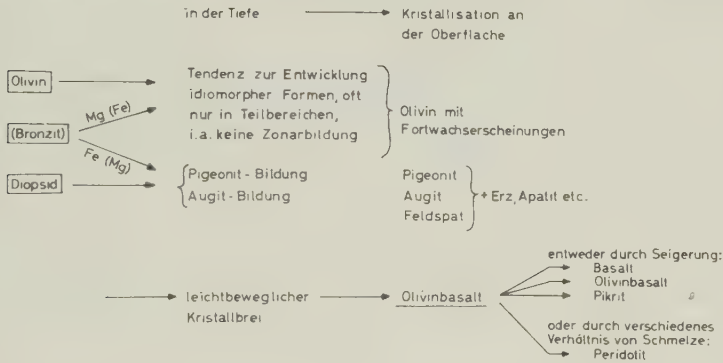 in der Tiefe
Kristallisation an
der Oberfläche
Olivin
Tendenz zur Entwicklung
idiomorpher Formen, oft
nur in Teilbereichen,
i.a. keine Zonarbildung
Mg (Fe)
Olivin mit
Fortwachserscheinungen
(Bronzit)
Fe (Mg)
Diopsid
Pigeonit - Bildung
Augit - Bildung
Pigeonit
Augit
Feldspat
+ Erz, Apatit etc.
leichtbeweglicher
Kristallbrei
Olivinbasalt
entweder durch Seigerung:
Basalt
Olivinbasalt
Pikrit
oder durch verschiedenes
Verhältnis von Schmelze:
Peridotit